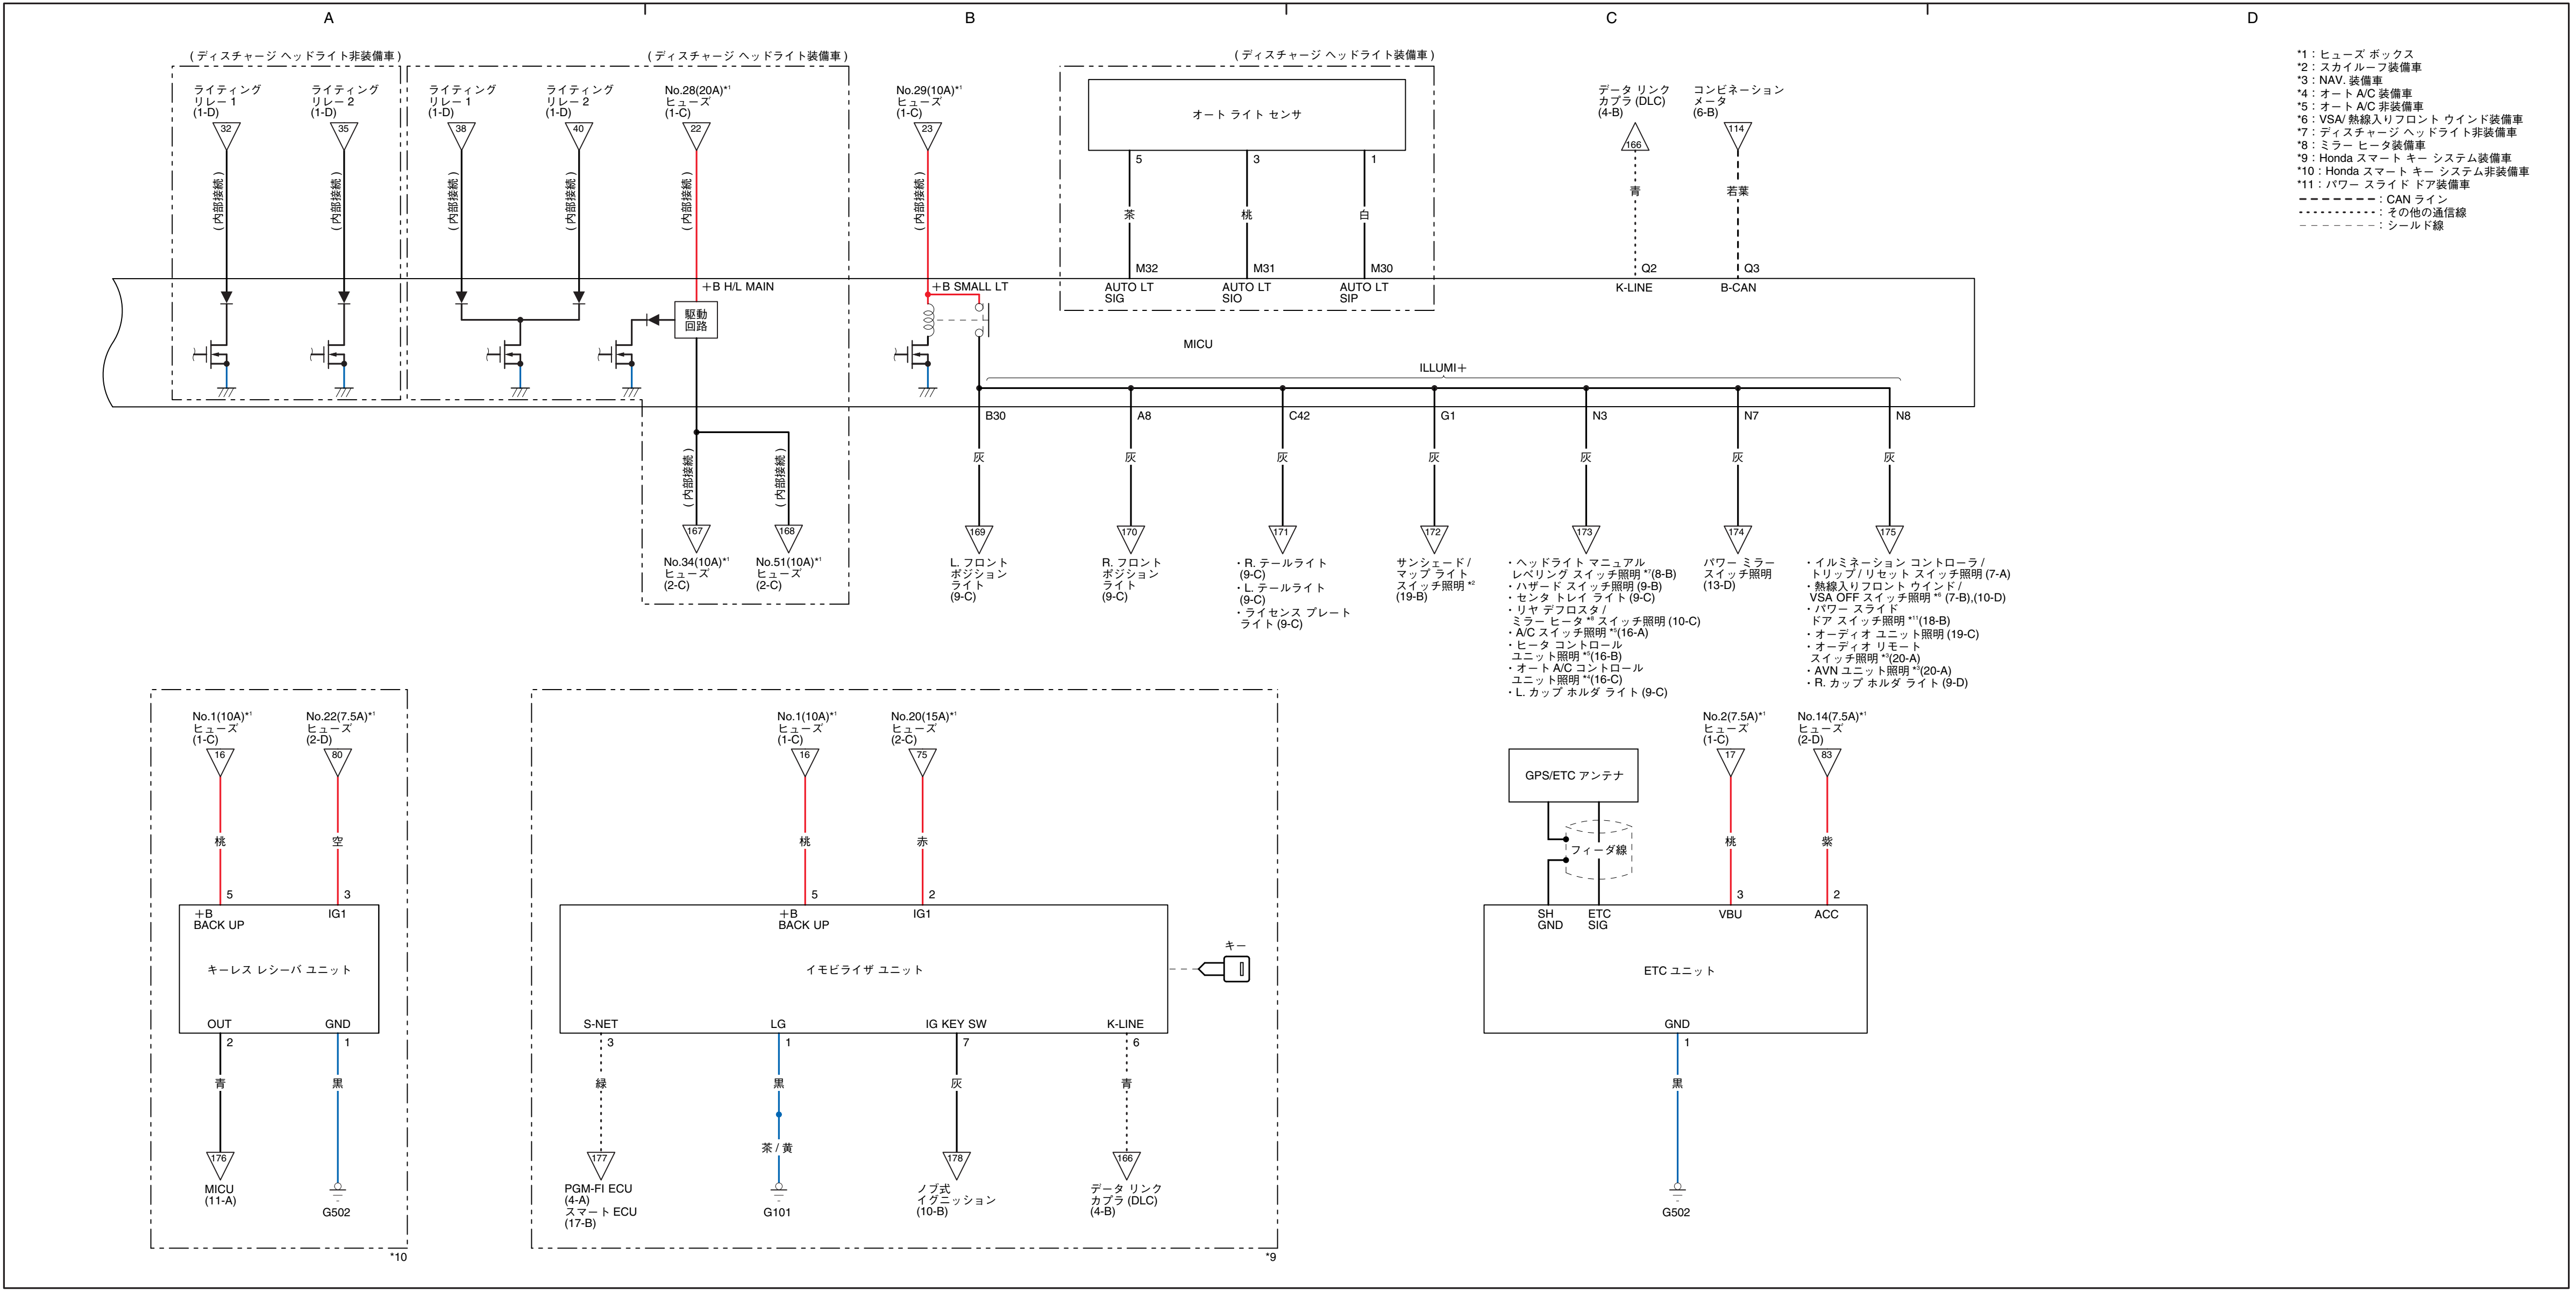 A
B
C
D
*1：ヒューズ ボックス
*2：スカイルーフ装備車
*3：NAV. 装備車
*4：オート A/C 装備車
*5：オート A/C 非装備車
*6：VSA/ 熱線入りフロント ウインド装備車
*7：ディスチャージ ヘッドライト非装備車
*8：ミラー ヒータ装備車
*9：Honda スマート キー システム装備車
*10：Honda スマート キー システム非装備車
*11：パワー スライド ドア装備車
：CAN ライン
：その他の通信線
：シールド線
( ディスチャージ ヘッドライト非装備車 )
ライティング
リレー 1
(1-D)
32
( 内部接続 )
ライティング
リレー 2
(1-D)
35
( 内部接続 )
( ディスチャージ ヘッドライト装備車 )
ライティング
リレー 1
(1-D)
38
( 内部接続 )
ライティング
リレー 2
(1-D)
40
( 内部接続 )
No.28(20A)*1
ヒューズ
(1-C)
22
( 内部接続 )
+B H/L MAIN
駆動
回路
( 内部接続 )
( 内部接続 )
167
No.34(10A)*1
ヒューズ
(2-C)
168
No.51(10A)*1
ヒューズ
(2-C)
No.29(10A)*1
ヒューズ
(1-C)
23
( 内部接続 )
+B SMALL LT
( ディスチャージ ヘッドライト装備車 )
オート ライト センサ
5
3
1
茶
桃
白
M32
M31
M30
AUTO LT
SIG
AUTO LT
SIO
AUTO LT
SIP
データ リンク
カプラ (DLC)
(4-B)
166
青
Q2
K-LINE
コンビネーション
メータ
(6-B)
114
若葉
Q3
B-CAN
MICU
ILLUMI+
B30
A8
C42
G1
N3
N7
N8
灰
灰
灰
灰
灰
灰
灰
169
L. フロント
ポジション
ライト
(9-C)
170
R. フロント
ポジション
ライト
(9-C)
171
・R. テールライト
(9-C)
・L. テールライト
(9-C)
・ライセンス プレート
ライト (9-C)
172
サンシェード /
マップ ライト
スイッチ照明 *2
(19-B)
173
・ヘッドライト マニュアル
レベリング スイッチ照明 *7(8-B)
・ハザード スイッチ照明 (9-B)
・センタ トレイ ライト (9-C)
・リヤ デフロスタ /
ミラー ヒータ *8 スイッチ照明 (10-C)
・A/C スイッチ照明 *5(16-A)
・ヒータ コントロール
ユニット照明 *5(16-B)
・オート A/C コントロール
ユニット照明 *4(16-C)
・L. カップ ホルダ ライト (9-C)
174
パワー ミラー
スイッチ照明
(13-D)
175
・イルミネーション コントローラ /
トリップ / リセット スイッチ照明 (7-A)
・熱線入りフロント ウインド /
VSA OFF スイッチ照明 *6 (7-B),(10-D)
・パワー スライド
ドア スイッチ照明 *11(18-B)
・オーディオ ユニット照明 (19-C)
・オーディオ リモート
スイッチ照明 *3(20-A)
・AVN ユニット照明 *3(20-A)
・R. カップ ホルダ ライト (9-D)
No.1(10A)*1
ヒューズ
(1-C)
16
桃
5
No.22(7.5A)*1
ヒューズ
(2-D)
80
空
3
+B
BACK UP
IG1
キーレス レシーバ ユニット
OUT
GND
2
1
青
黒
176
MICU
(11-A)
G502
*10
No.1(10A)*1
ヒューズ
(1-C)
16
桃
5
No.20(15A)*1
ヒューズ
(2-C)
75
赤
2
+B
BACK UP
IG1
イモビライザ ユニット
キー
S-NET
LG
IG KEY SW
K-LINE
3
1
7
6
緑
黒
灰
青
茶 / 黄
177
PGM-FI ECU
(4-A)
スマート ECU
(17-B)
G101
178
ノブ式
イグニッション
(10-B)
166
データ リンク
カプラ (DLC)
(4-B)
*9
GPS/ETC アンテナ
フィーダ線
No.2(7.5A)*1
ヒューズ
(1-C)
17
桃
3
No.14(7.5A)*1
ヒューズ
(2-D)
83
紫
2
SH
GND
ETC
SIG
VBU
ACC
ETC ユニット
GND
1
黒
G502